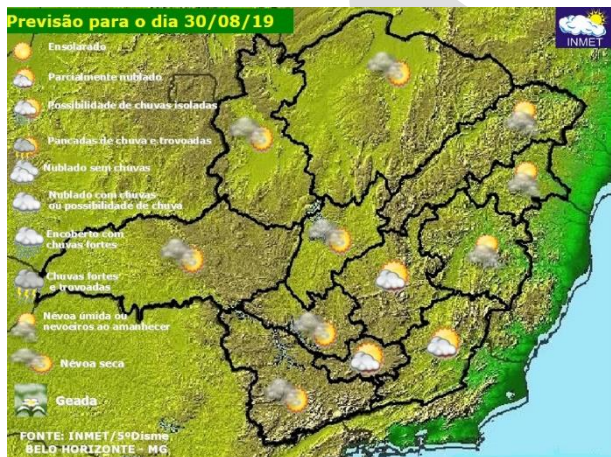 Previsão para o dia 30/08/19
INMET
Ensolarado
Parcialmente nublado
Possibilidade de chuvas isoladas
Pancadas de chuva e trovoadas
Nublado sem chuvas
Nublado com chuvas
ou possibilidade de chuva
Encoberto com
chuvas fortes
Chuvas fortes
e trovoadas
Névoa úmida ou
nevoeiros ao amanhecer
Névoa seca
Geada
FONTE: INMET/5ºDisme
BELO HORIZONTE - MG